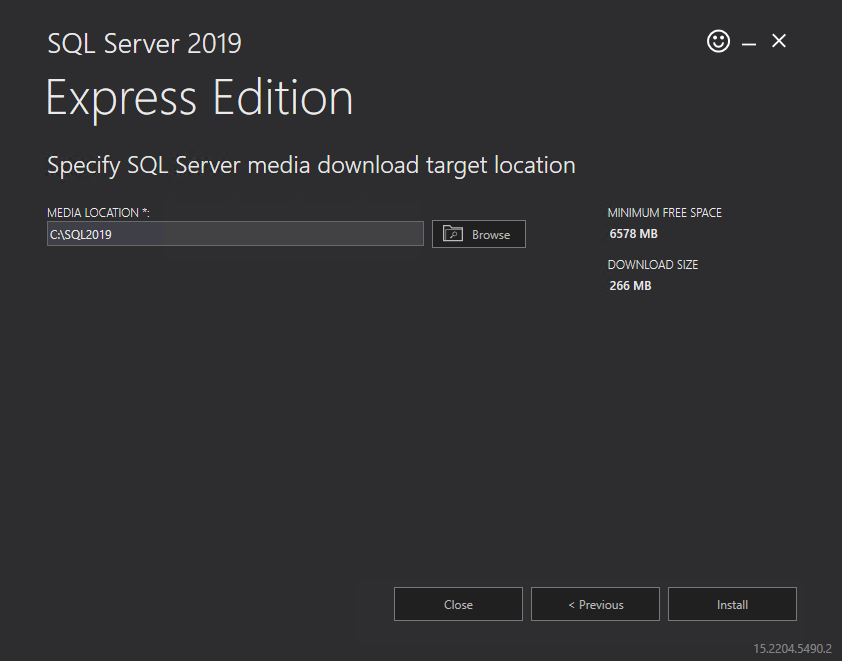 SQL Server 2019
Express Edition
Specify SQL Server media download target location
MEDIA LOCATION *:
C:\SQL2019
Browse
MINIMUM FREE SPACE
6578 MB
DOWNLOAD SIZE
266 MB
Close
< Previous
Install
15.2204.5490.2